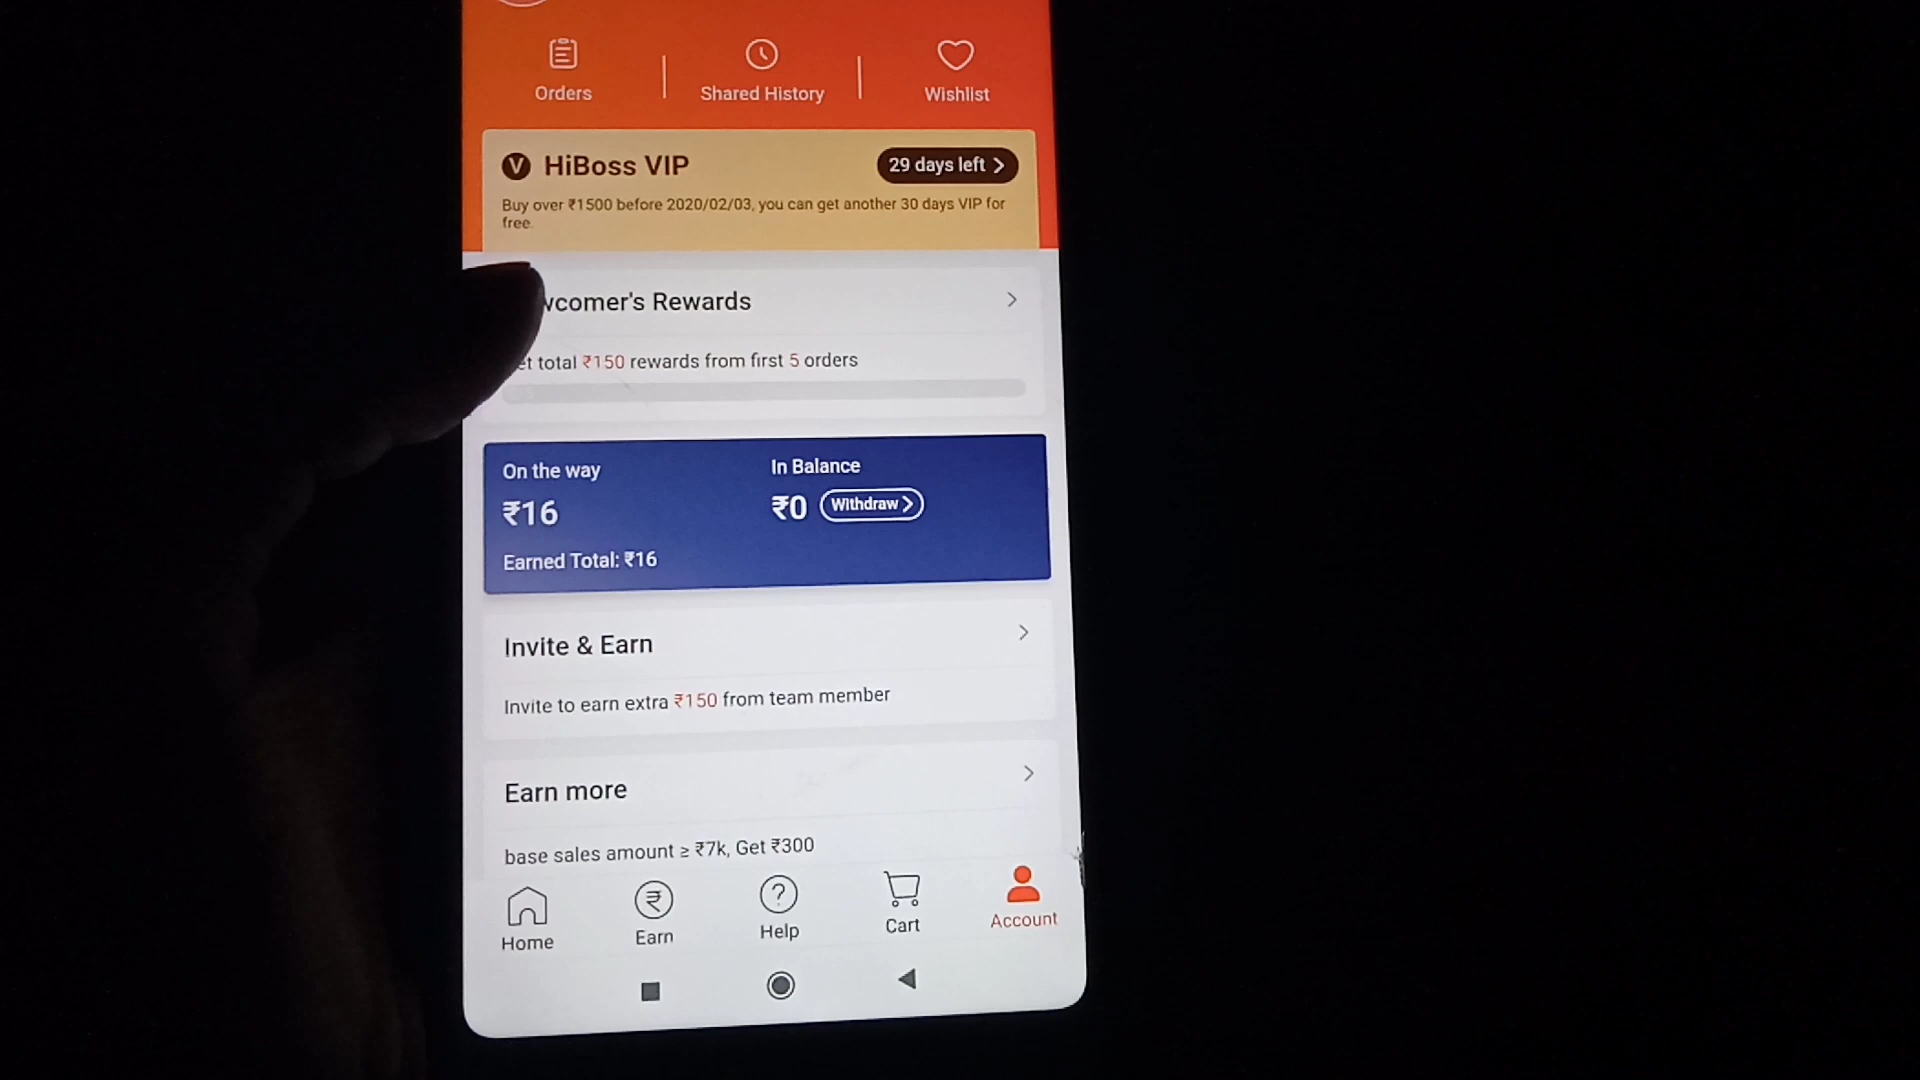 Orders
Shared History
Wishlist
V HiBoss VIP
29 days left >
Buy over ₹1500 before 2020/02/03, you can get another 30 days VIP for
free.
Rewards
total ₹150 rewards from first 5 orders
On the way
In Balance
₹16
₹0 Withdraw >
Earned Total: ₹16
Invite & Earn
Invite to earn extra ₹150 from team member
Earn more
base sales amount ≥ ₹7k, Get ₹300
Home
Earn
Help
Cart
Account